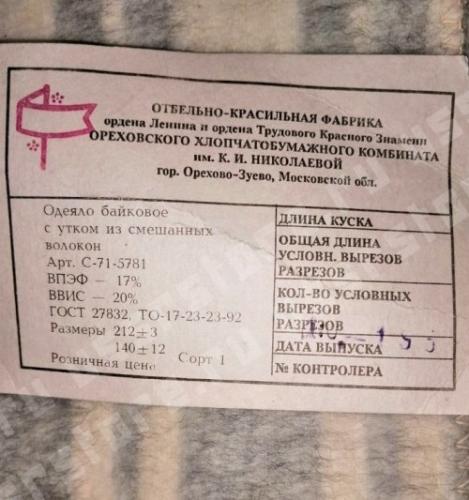 ОТБЕЛЬНО-КРАСИЛЬНАЯ ФАБРИКА
ордена Ленина и ордена Трудового Красного Знамени
ОРЕХОВСКОГО ХЛОПЧАТОБУМАЖНОГО КОМБИНАТА
им. К. И. НИКОЛАЕВОЙ
гор. Орехово-Зуево, Московской обл.
Одеяло байковое
с утком из смешанных
волокон
Арт. С-71-5781
ВПЭФ — 17%
ВВИС — 20%
ГОСТ 27832, ТО-17-23-23-92
Размеры 212±3
140±12
Розничная цена Сорт 1
ДЛИНА КУСКА
ОБЩАЯ ДЛИНА
УСЛОВН. ВЫРЕЗОВ
РАЗРЕЗОВ
КОЛ-ВО УСЛОВНЫХ
ВЫРЕЗОВ
РАЗРЕЗОВ
ДАТА ВЫПУСКА
№ КОНТРОЛЕРА